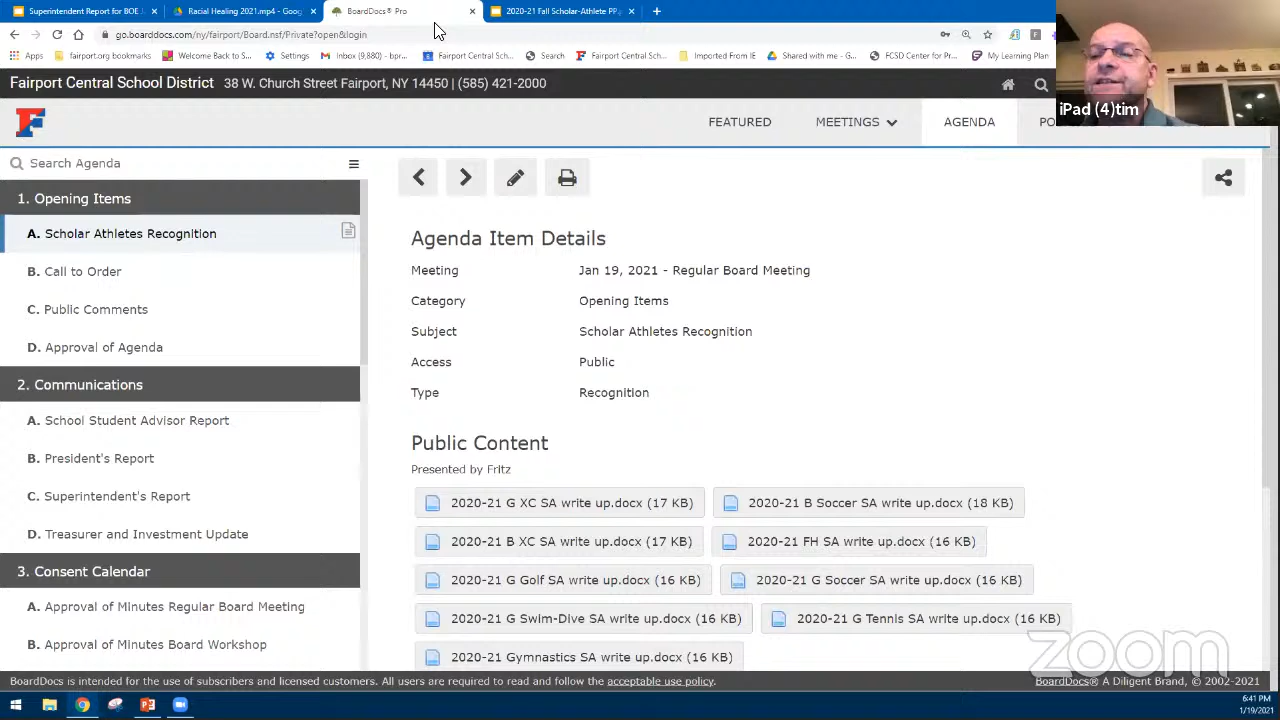 Superintendent Report for BOE
Racial Healing 2021.mp4 - Goog
BoardDocs® Pro
2020-21 Fall Scholar-Athlete PP
go.boarddocs.com/ny/fairport/Board.nsf/Private?open&login
Apps
fairport.org bookmarks
Welcome Back to S...
Settings
Inbox (9,880) - bpr...
Fairport Central Sch...
Search
Fairport Central Sch...
Imported From IE
Shared with me - G...
FCSD Center for Pr...
My Learning Plan
iPad (4)tim
Fairport Central School District 38 W. Church Street Fairport, NY 14450 | (585) 421-2000
F
FEATURED
MEETINGS
AGENDA
PO
Search Agenda
1. Opening Items
A. Scholar Athletes Recognition
B. Call to Order
C. Public Comments
D. Approval of Agenda
2. Communications
A. School Student Advisor Report
B. President's Report
C. Superintendent's Report
D. Treasurer and Investment Update
3. Consent Calendar
A. Approval of Minutes Regular Board Meeting
B. Approval of Minutes Board Workshop
Agenda Item Details
Meeting Jan 19, 2021 - Regular Board Meeting
Category Opening Items
Subject Scholar Athletes Recognition
Access Public
Type Recognition
Public Content
Presented by Fritz
2020-21 G XC SA write up.docx (17 KB) 2020-21 B Soccer SA write up.docx (18 KB)
2020-21 B XC SA write up.docx (17 KB) 2020-21 FH SA write up.docx (16 KB)
2020-21 G Golf SA write up.docx (16 KB) 2020-21 G Soccer SA write up.docx (16 KB)
2020-21 G Swim-Dive SA write up.docx (16 KB) 2020-21 G Tennis SA write up.docx (16 KB)
2020-21 Gymnastics SA write up.docx (16 KB)
zoom
BoardDocs is intended for the use of subscribers and licensed customers. All users are required to read and follow the acceptable use policy.
BoardDocs® A Diligent Brand, © 2002-2021
6:41 PM
1/19/2021